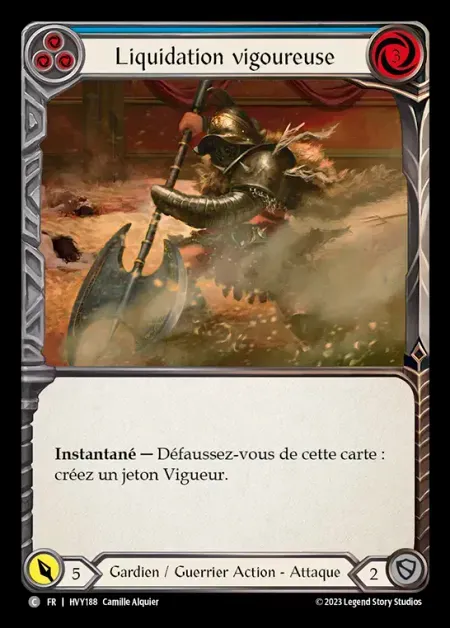 Liquidation vigoureuse
3
Instantané — Défaussez-vous de cette carte :
créez un jeton Vigueur.
5
Gardien / Guerrier Action - Attaque
2
C FR | HVY188 Camille Alquier
© 2023 Legend Story Studios